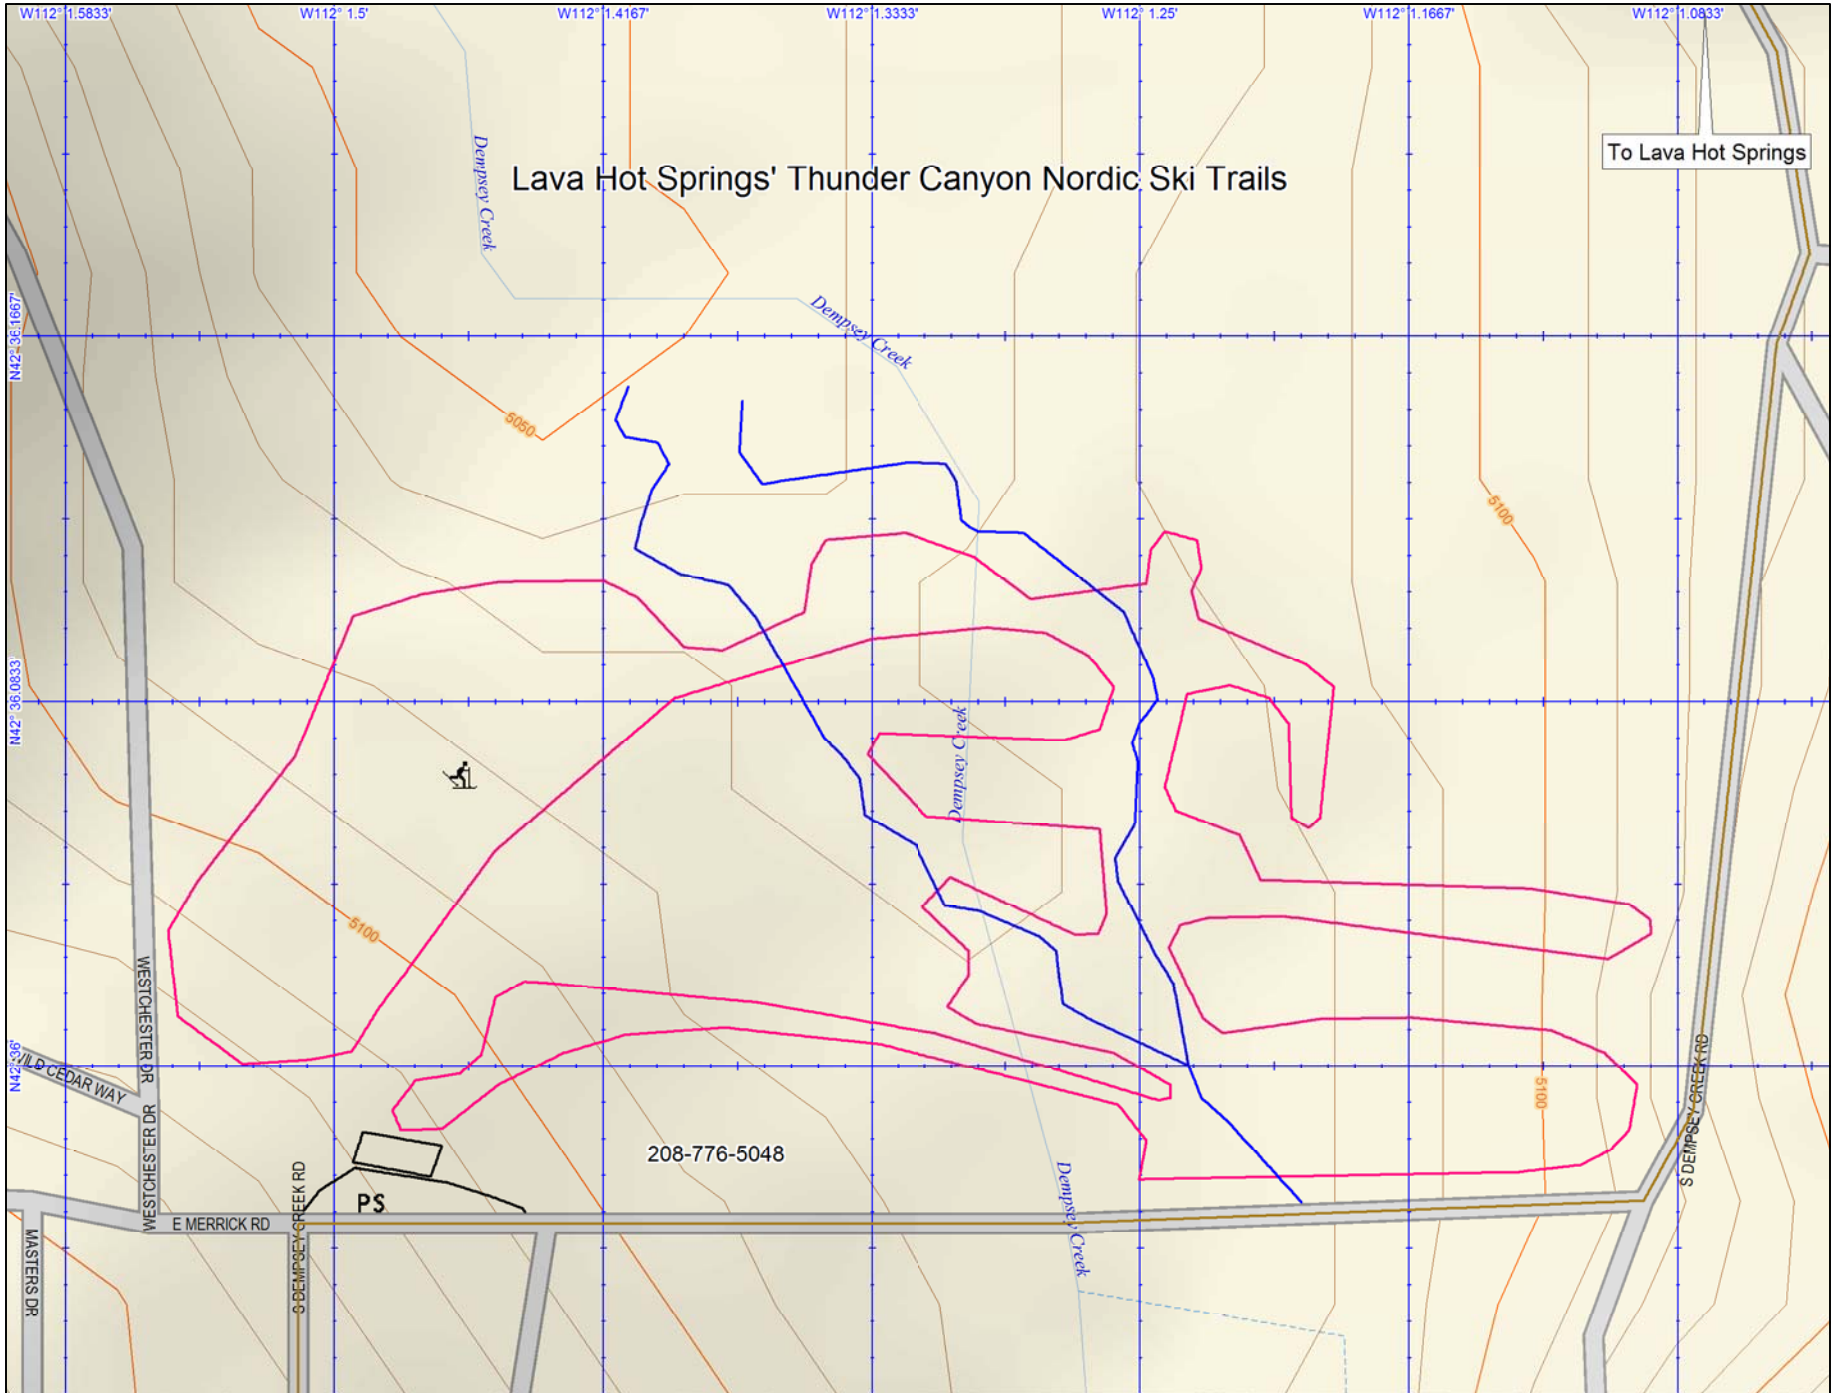 W112° 1.5833'
W112° 1.5'
W112° 1.4167'
W112° 1.3333'
W112° 1.25'
W112° 1.1667'
W112° 1.0833'
Dempsey Creek
To Lava Hot Springs
Lava Hot Springs' Thunder Canyon Nordic Ski Trails
N42° 36.1667'
Dempsey Creek
5050
5100
N42° 36.0833'
Dempsey Creek
5100
WESTCHESTER DR
N42° 36'
WILD CEDAR WAY
5100
S DEMPSEY CREEK RD
WESTCHESTER DR
208-776-5048
S DEMPSEY CREEK RD
PS
Dempsey Creek
E MERRICK RD
MASTERS DR